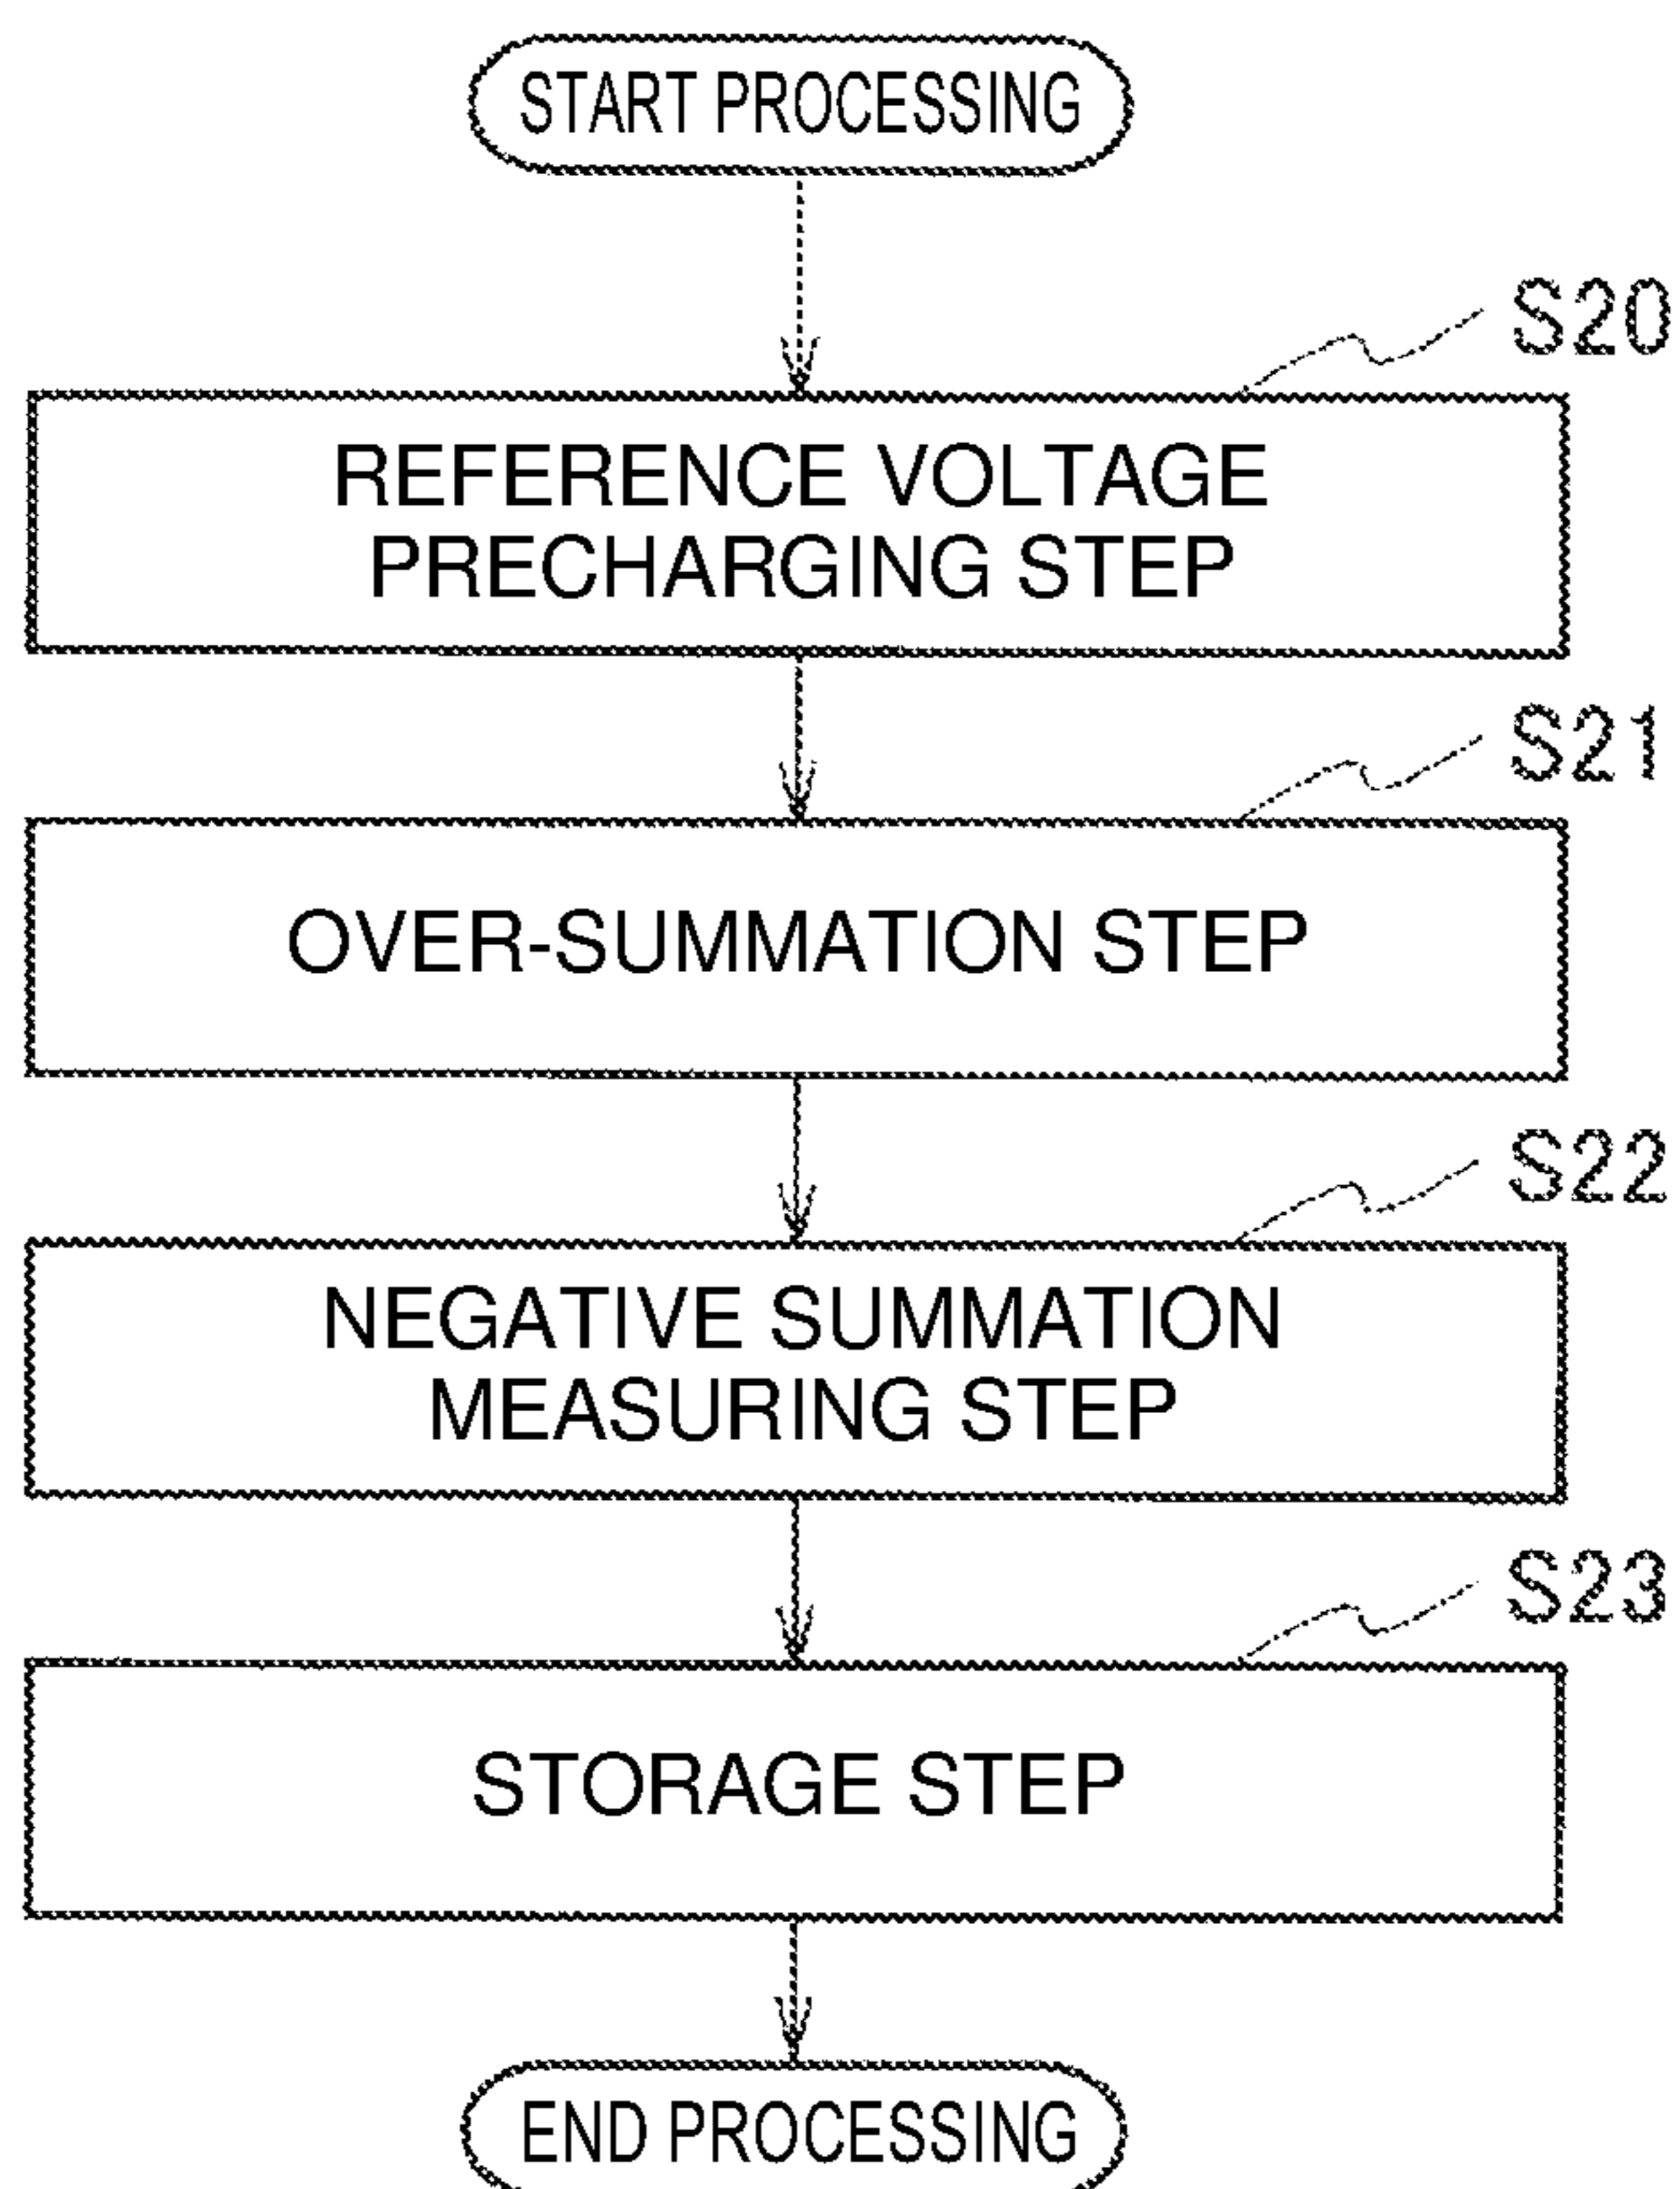 START PROCESSING
S20
REFERENCE VOLTAGE
PRECHARGING STEP
S21
OVER-SUMMATION STEP
S22
NEGATIVE SUMMATION
MEASURING STEP
S23
STORAGE STEP
END PROCESSING